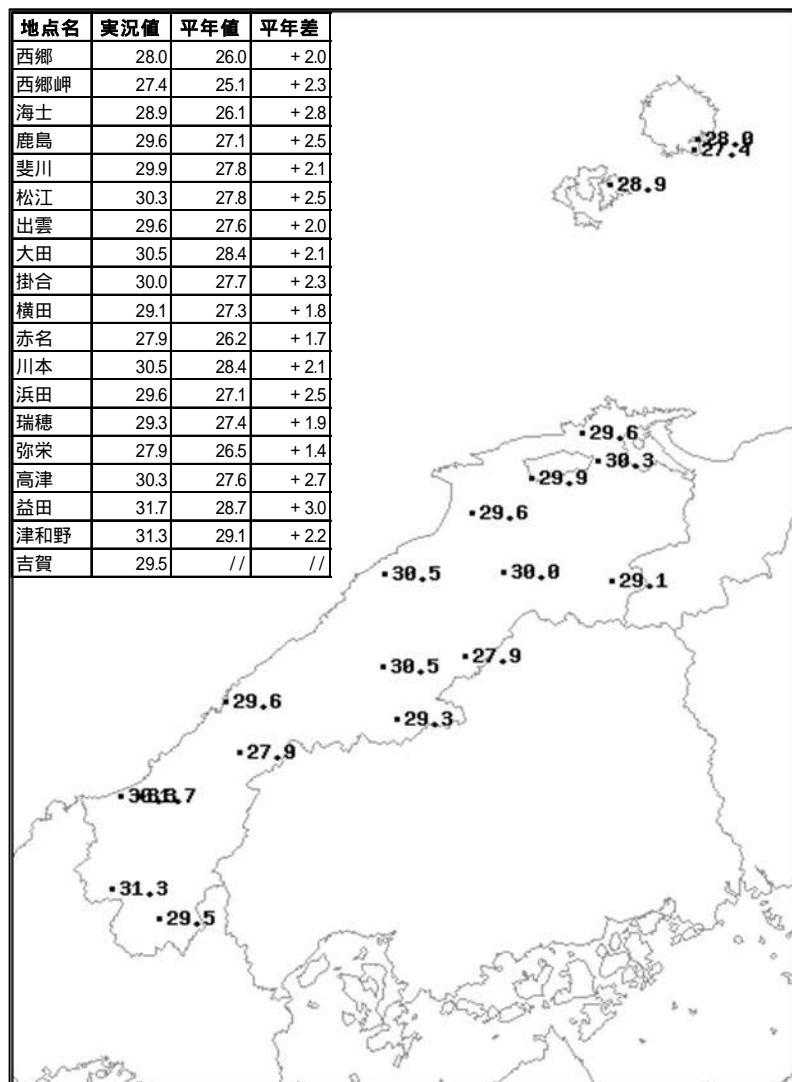 地点名 実況値 平年値 平年差
西郷 28.0 26.0 + 2.0
西郷岬 27.4 25.1 + 2.3
海士 28.9 26.1 + 2.8
鹿島 29.6 27.1 + 2.5
斐川 29.9 27.8 + 2.1
松江 30.3 27.8 + 2.5
出雲 29.6 27.6 + 2.0
大田 30.5 28.4 + 2.1
掛合 30.0 27.7 + 2.3
横田 29.1 27.3 + 1.8
赤名 27.9 26.2 + 1.7
川本 30.5 28.4 + 2.1
浜田 29.6 27.1 + 2.5
瑞穂 29.3 27.4 + 1.9
弥栄 27.9 26.5 + 1.4
高津 30.3 27.6 + 2.7
益田 31.7 28.7 + 3.0
津和野 31.3 29.1 + 2.2
吉賀 29.5 // //
28.0
27.4
28.9
29.6
30.3
29.9
29.6
30.5
30.0
29.1
27.9
30.5
29.6
29.3
27.9
31.3
29.5